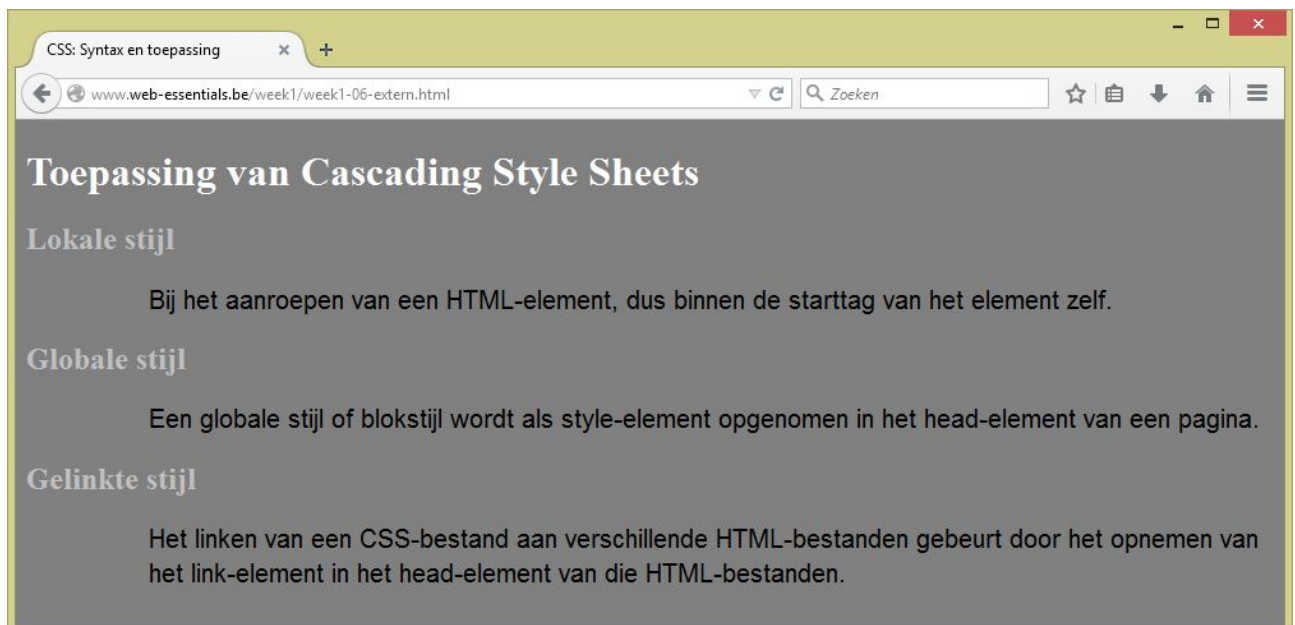 CSS: Syntax en toepassing
www.web-essentials.be/week1/week1-06-extern.html
Zoeken
Toepassing van Cascading Style Sheets
Lokale stijl
Bij het aanroepen van een HTML-element, dus binnen de starttag van het element zelf.
Globale stijl
Een globale stijl of blokstijl wordt als style-element opgenomen in het head-element van een pagina.
Gelinkte stijl
Het linken van een CSS-bestand aan verschillende HTML-bestanden gebeurt door het opnemen van
het link-element in het head-element van die HTML-bestanden.